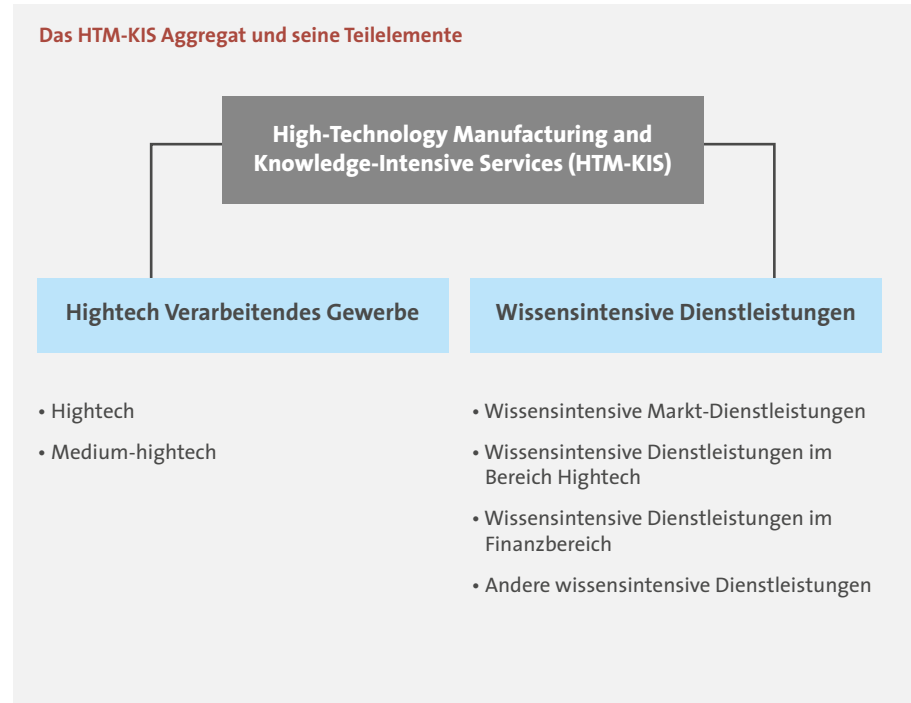 Das HTM-KIS Aggregat und seine Teilelemente
High-Technology Manufacturing and
Knowledge-Intensive Services (HTM-KIS)
Hightech Verarbeitendes Gewerbe
• Hightech
• Medium-hightech
Wissensintensive Dienstleistungen
• Wissensintensive Markt-Dienstleistungen
• Wissensintensive Dienstleistungen im
Bereich Hightech
• Wissensintensive Dienstleistungen im
Finanzbereich
• Andere wissensintensive Dienstleistungen